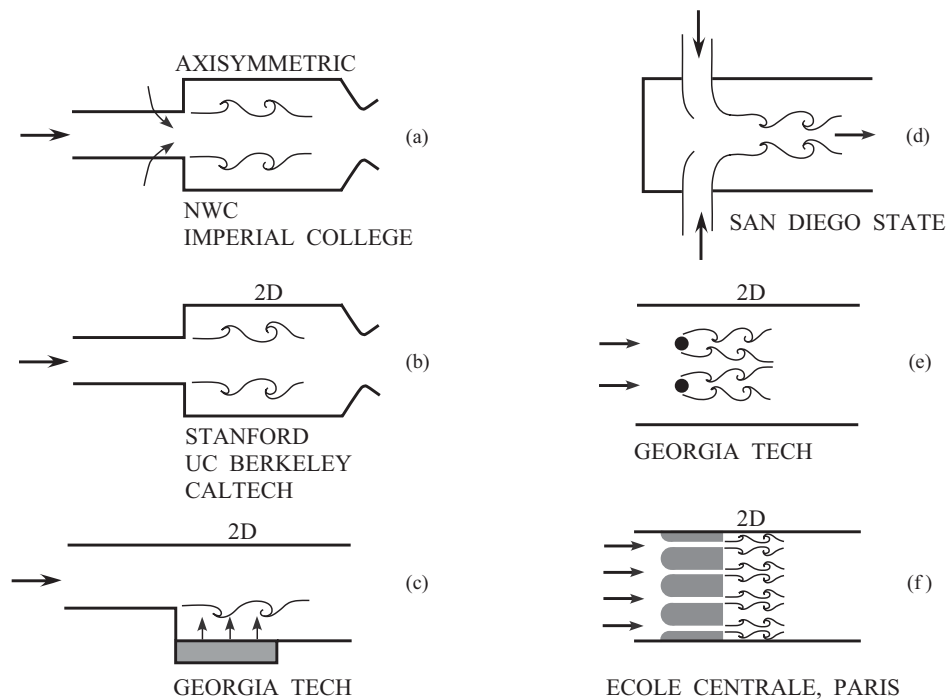 AXISYMMETRIC
(a)
NWC
IMPERIAL COLLEGE
2D
(b)
STANFORD
UC BERKELEY
CALTECH
2D
(c)
GEORGIA TECH
(d)
SAN DIEGO STATE
2D
(e)
GEORGIA TECH
2D
(f)
ECOLE CENTRALE, PARIS